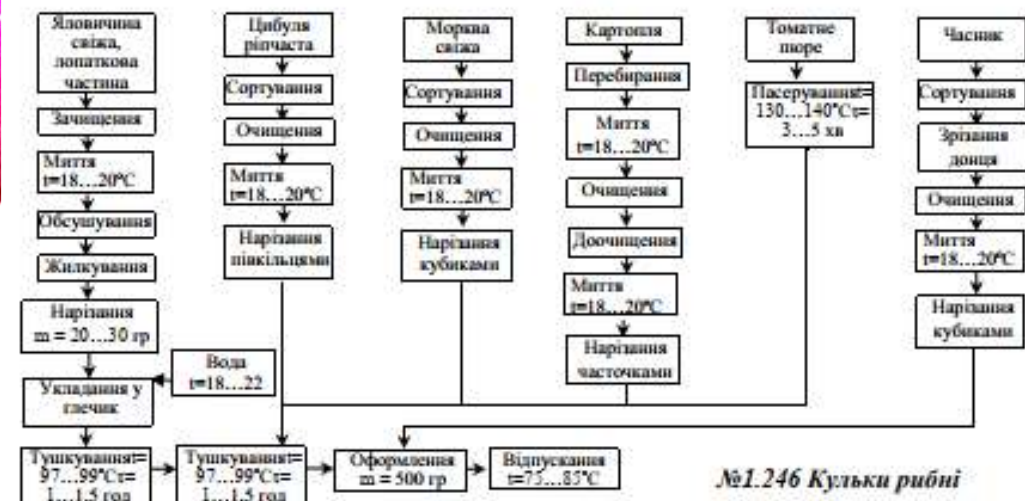 Яловичина
свіжа,
лопаткова
частина
Зачищення
Миття
t=18…20°C
Обсушування
Жилкування
Нарізання
m = 20…30 гр
Укладання у
глечик
Вода
t=18…22
Тушкуванняt=
97…99°Cτ=
1…1,5 год
Цибуля
ріпчаста
Сортування
Очищення
Миття
t=18…20°C
Нарізання
півкільцями
Тушкуванняt=
97…99°Cτ=
1…1,5 год
Морква
свіжа
Сортування
Очищення
Миття
t=18…20°C
Нарізання
кубиками
Картопля
Перебирання
Миття
t=18…20°C
Очищення
Доочищення
Миття
t=18…20°C
Нарізання
часточками
Томатне
пюре
Пасеруванняt=
130…140°Cτ=
3…5 хв
Часник
Сортування
Зрізання
донця
Очищення
Миття
t=18…20°C
Нарізання
кубиками
Оформлення
m = 500 гр
Відпускання
t=75…85°C
№1.246 Кульки рибні